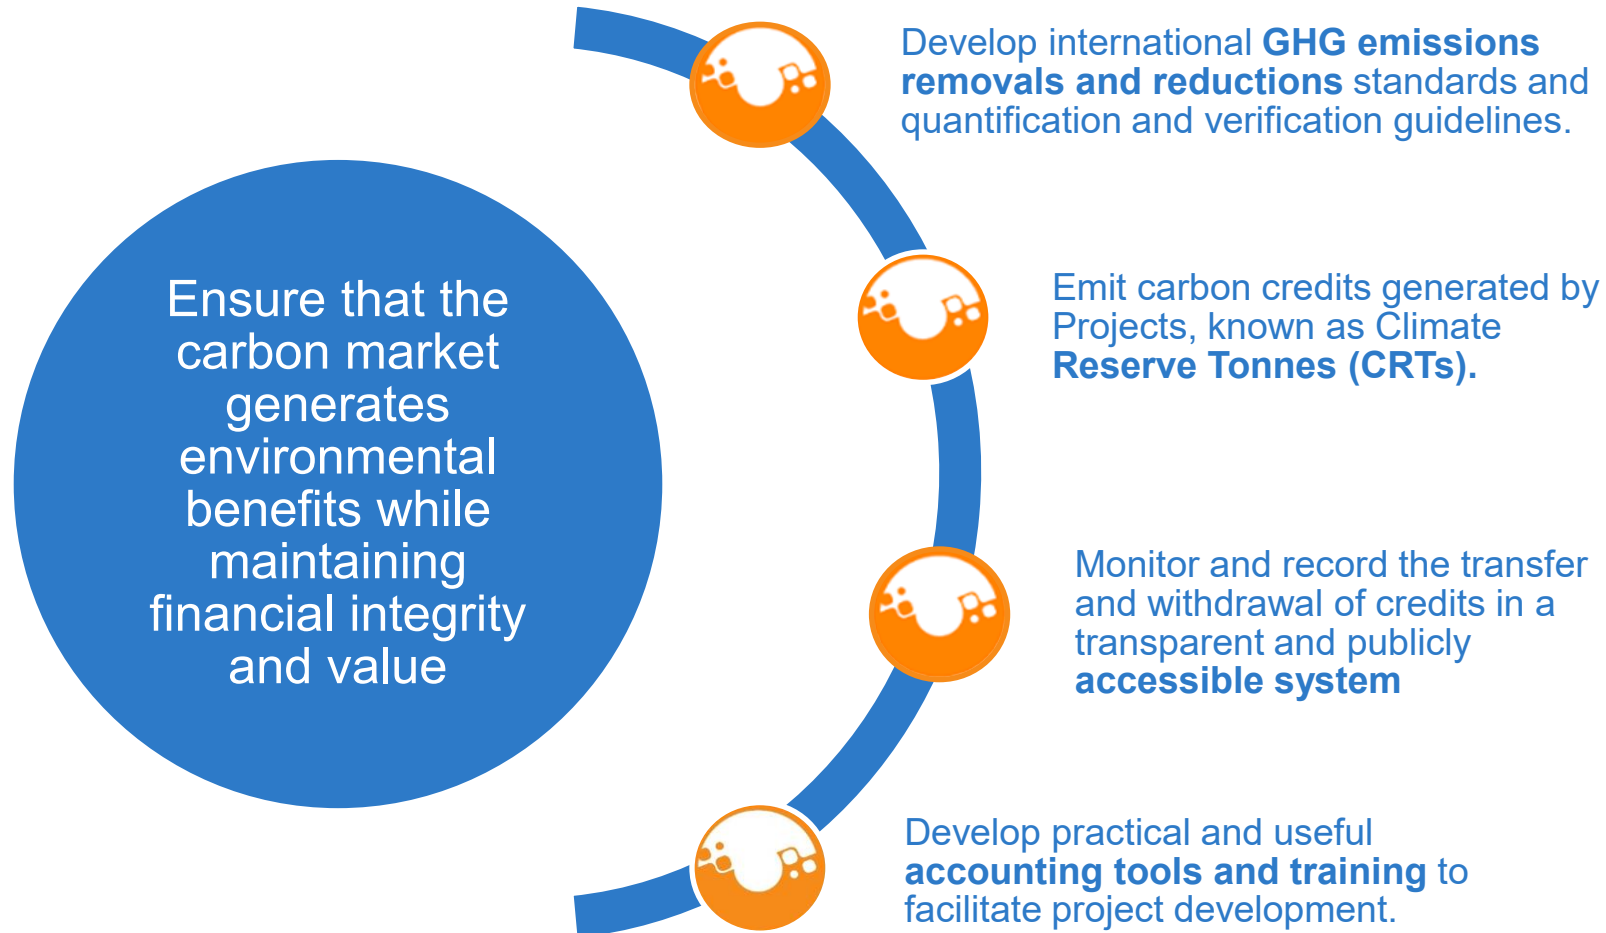 Ensure that the
carbon market
generates
environmental
benefits while
maintaining
financial integrity
and value
Develop international GHG emissions
removals and reductions standards and
quantification and verification guidelines.
Emit carbon credits generated by
Projects, known as Climate
Reserve Tonnes (CRTs).
Monitor and record the transfer
and withdrawal of credits in a
transparent and publicly
accessible system
Develop practical and useful
accounting tools and training to
facilitate project development.